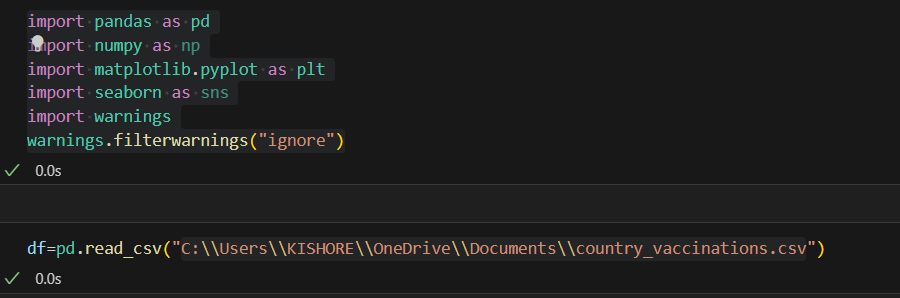 import pandas as pd
import numpy as np
import matplotlib.pyplot as plt
import seaborn as sns
import warnings
warnings.filterwarnings("ignore")
0.0s
df=pd.read_csv("C:\\Users\\KISHORE\\OneDrive\\Documents\\country_vaccinations.csv")
0.0s